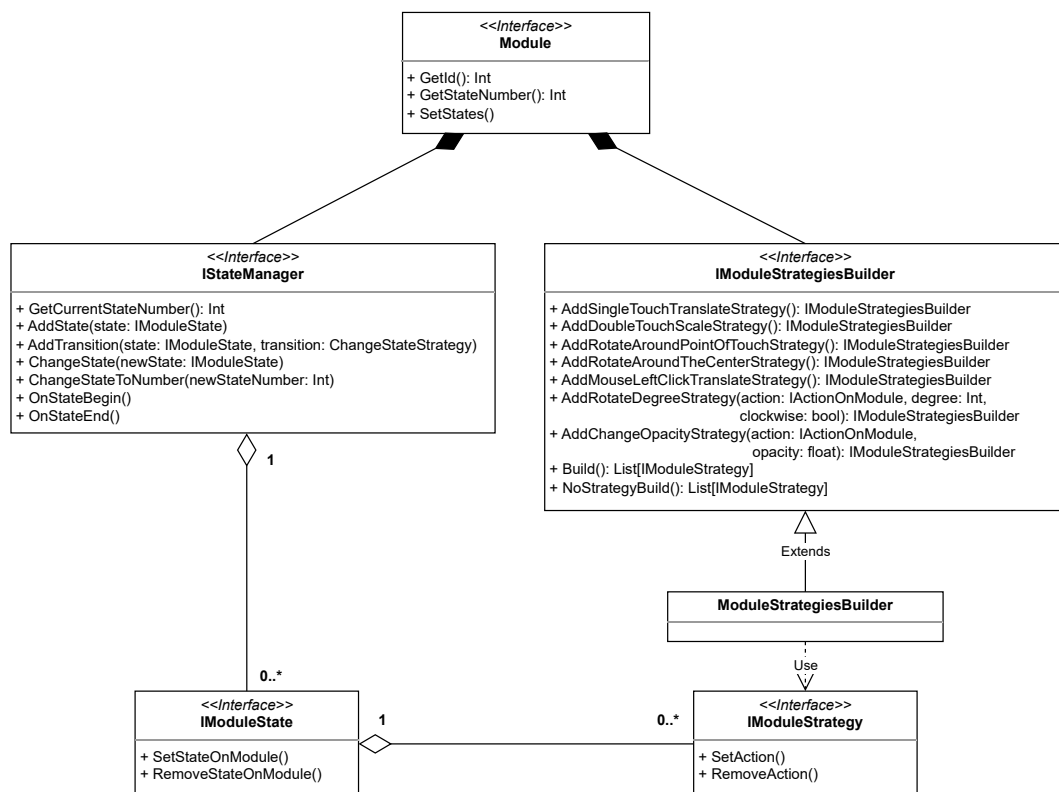 <<Interface>>
Module
+ GetId(): Int
+ GetStateNumber(): Int
+ SetStates()
<<Interface>>
IStateManager
+ GetCurrentStateNumber(): Int
+ AddState(state: IModuleState)
+ AddTransition(state: IModuleState, transition: ChangeStateStrategy)
+ ChangeState(newState: IModuleState)
+ ChangeStateToNumber(newStateNumber: Int)
+ OnStateBegin()
+ OnStateEnd()
<<Interface>>
IModuleStrategiesBuilder
+ AddSingleTouchTranslateStrategy(): IModuleStrategiesBuilder
+ AddDoubleTouchScaleStrategy(): IModuleStrategiesBuilder
+ AddRotateAroundPointOfTouchStrategy(): IModuleStrategiesBuilder
+ AddRotateAroundTheCenterStrategy(): IModuleStrategiesBuilder
+ AddMouseLeftClickTranslateStrategy(): IModuleStrategiesBuilder
+ AddRotateDegreeStrategy(action: IActionOnModule, degree: Int,
clockwise: bool): IModuleStrategiesBuilder
+ AddChangeOpacityStrategy(action: IActionOnModule,
opacity: float): IModuleStrategiesBuilder
+ Build(): List[IModuleStrategy]
+ NoStrategyBuild(): List[IModuleStrategy]
1
Extends
ModuleStrategiesBuilder
Use
0..*
<<Interface>>
IModuleState
+ SetStateOnModule()
+ RemoveStateOnModule()
1
0..*
<<Interface>>
IModuleStrategy
+ SetAction()
+ RemoveAction()